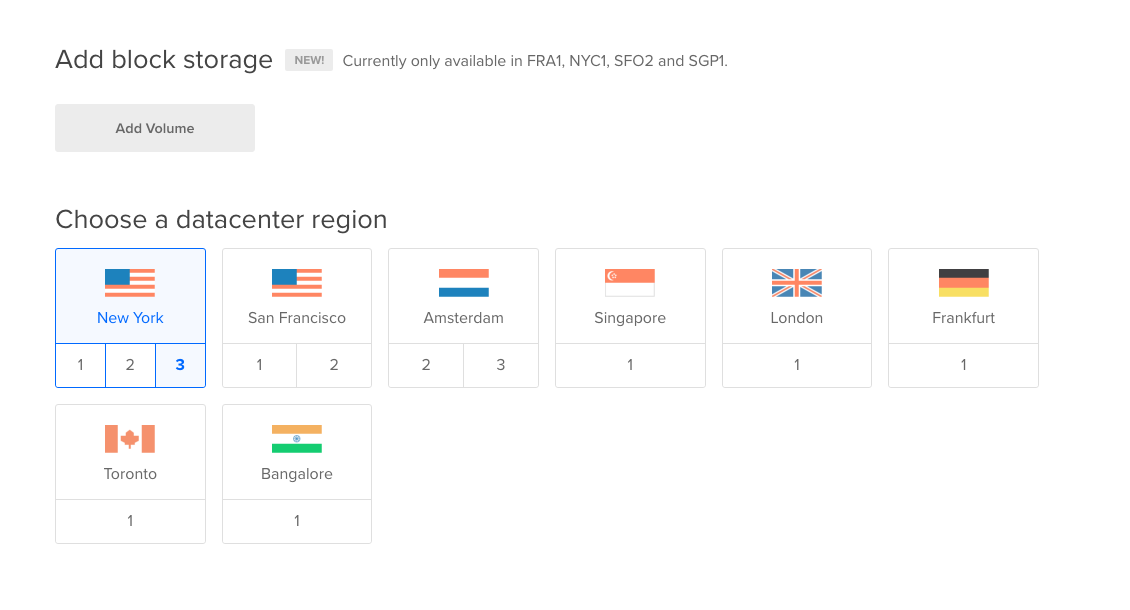 Add block storage NEW! Currently only available in FRA1, NYC1, SFO2 and SGP1.
Add Volume
Choose a datacenter region
New York San Francisco Amsterdam Singapore London Frankfurt
1 2 3 1 2 2 3 1 1 1
Toronto Bangalore
1 1